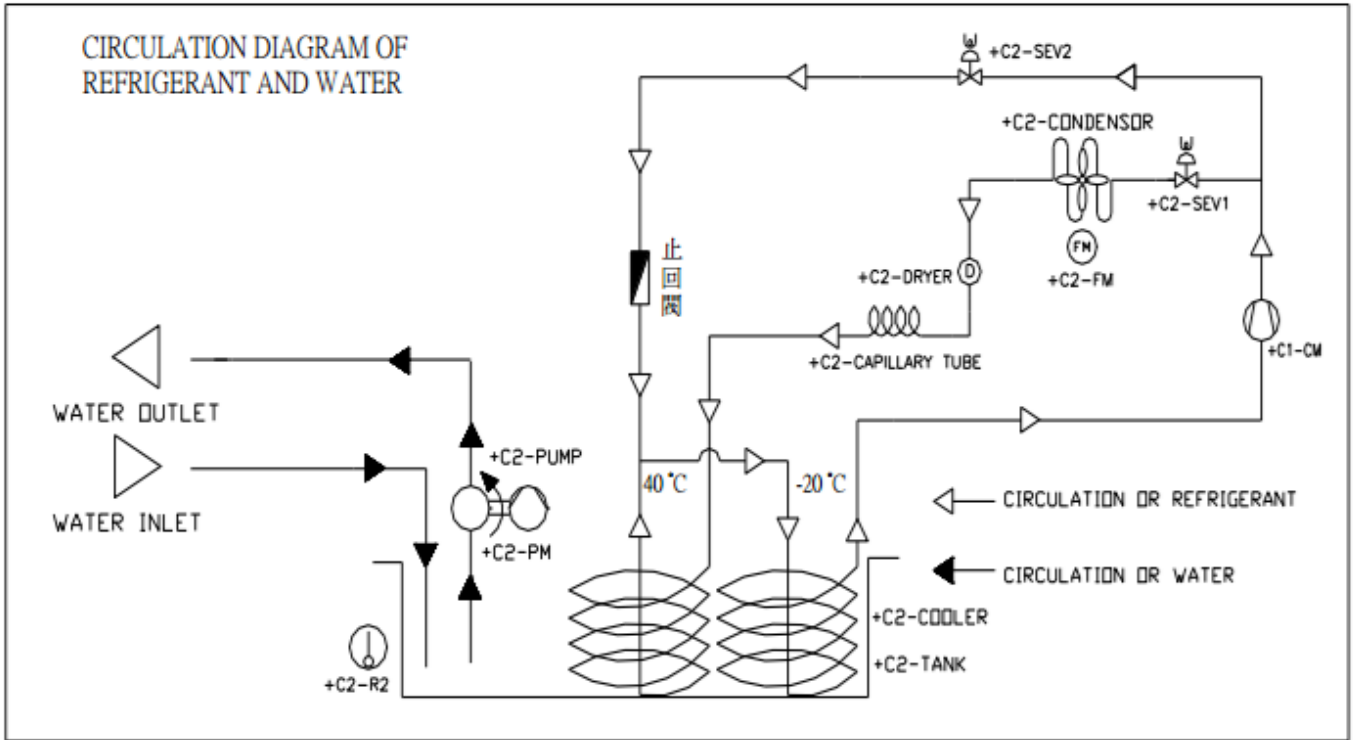 CIRCULATION DIAGRAM OF
REFRIGERANT AND WATER
+C2-SEV2
+C2-CONDENSOR
+C2-SEV1
FM
+C2-FM
止
回
閥
+C2-DRYER
D
+C2-CAPILLARY TUBE
+C1-CM
WATER OUTLET
WATER INLET
+C2-PUMP
+C2-PM
40°C
-20°C
CIRCULATION OR REFRIGERANT
CIRCULATION OR WATER
+C2-COOLER
+C2-TANK
+C2-R2